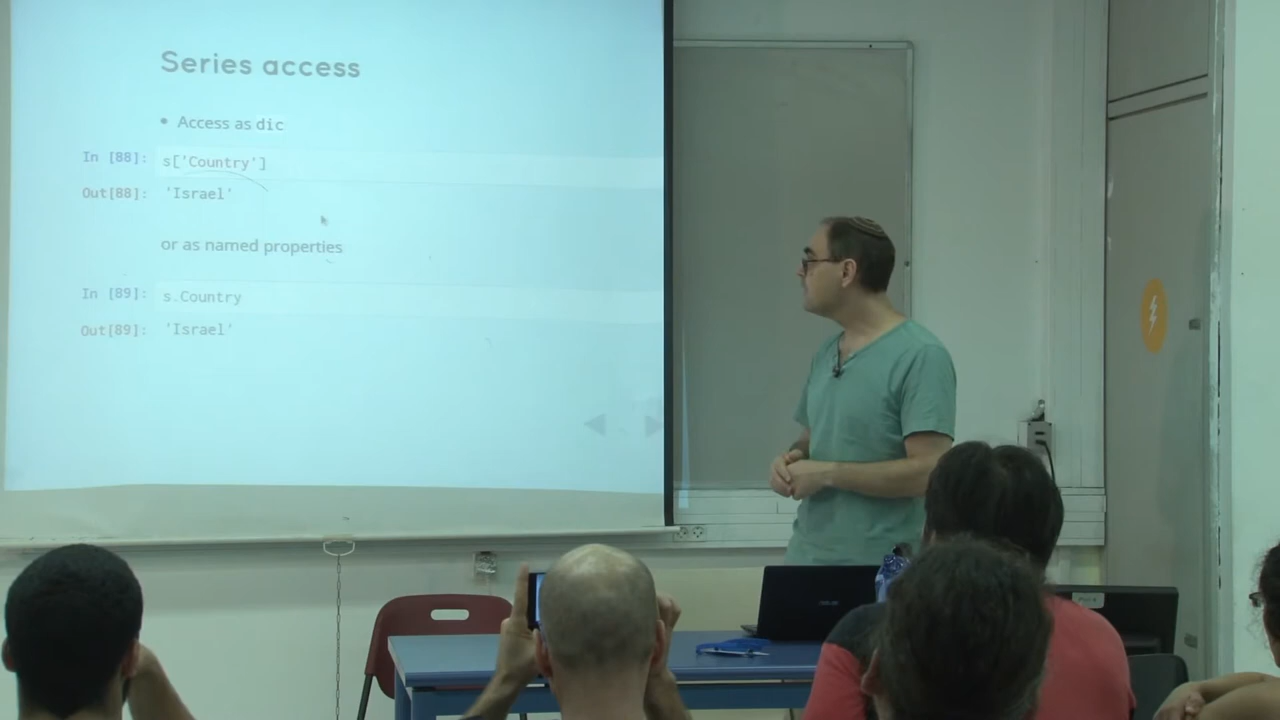 Series access
• Access as dic
In [88]: s['Country']
Out[88]: 'Israel'
or as named properties
In [89]: s.Country
Out[89]: 'Israel'